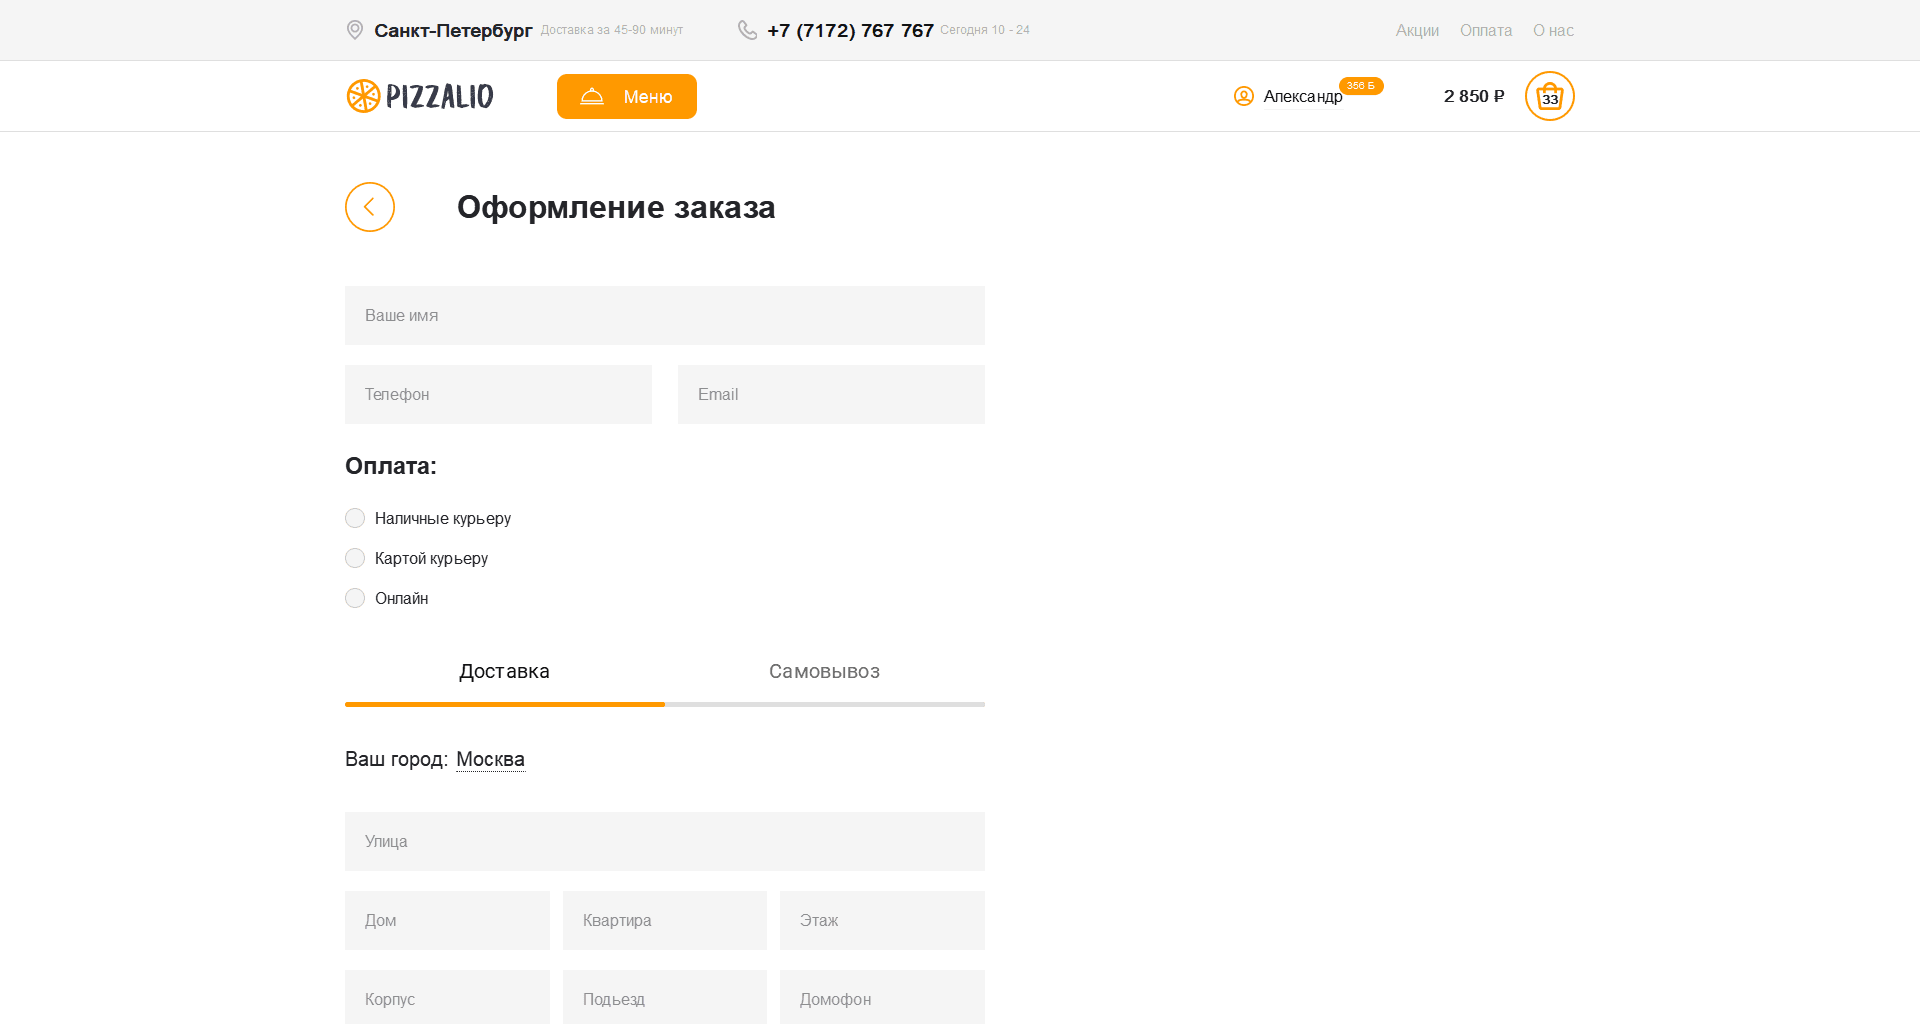 Санкт-Петербург Доставка за 45-90 минут +7 (7172) 767 767 Сегодня 10 - 24 Акции Оплата О нас
PIZZALIO Меню Александр 356 Б 2 850 ₽ 33
Оформление заказа
Ваше имя
Телефон Email
Оплата:
Наличные курьеру
Картой курьеру
Онлайн
Доставка Самовывоз
Ваш город: Москва
Улица
Дом Квартира Этаж
Корпус Подьезд Домофон